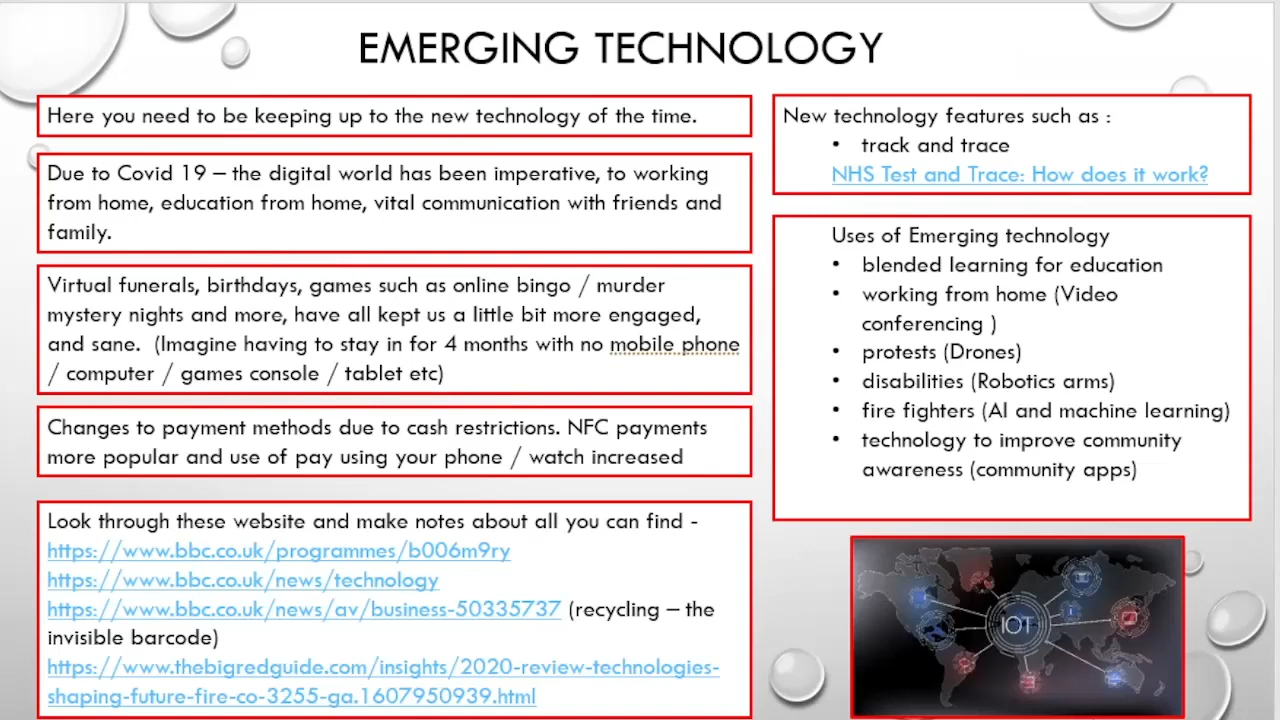 EMERGING TECHNOLOGY
Here you need to be keeping up to the new technology of the time.
Due to Covid 19 – the digital world has been imperative, to working
from home, education from home, vital communication with friends and
family.
Virtual funerals, birthdays, games such as online bingo / murder
mystery nights and more, have all kept us a little bit more engaged,
and sane.  (Imagine having to stay in for 4 months with no mobile phone
/ computer / games console / tablet etc)
Changes to payment methods due to cash restrictions. NFC payments
more popular and use of pay using your phone / watch increased
Look through these website and make notes about all you can find -
https://www.bbc.co.uk/programmes/b006m9ry
https://www.bbc.co.uk/news/technology
https://www.bbc.co.uk/news/av/business-50335737 (recycling – the
invisible barcode)
https://www.thebigredguide.com/insights/2020-review-technologies-
shaping-future-fire-co-3255-ga.1607950939.html
New technology features such as :
• track and trace
NHS Test and Trace: How does it work?
Uses of Emerging technology
• blended learning for education
• working from home (Video
conferencing )
• protests (Drones)
• disabilities (Robotics arms)
• fire fighters (AI and machine learning)
• technology to improve community
awareness (community apps)
IOT